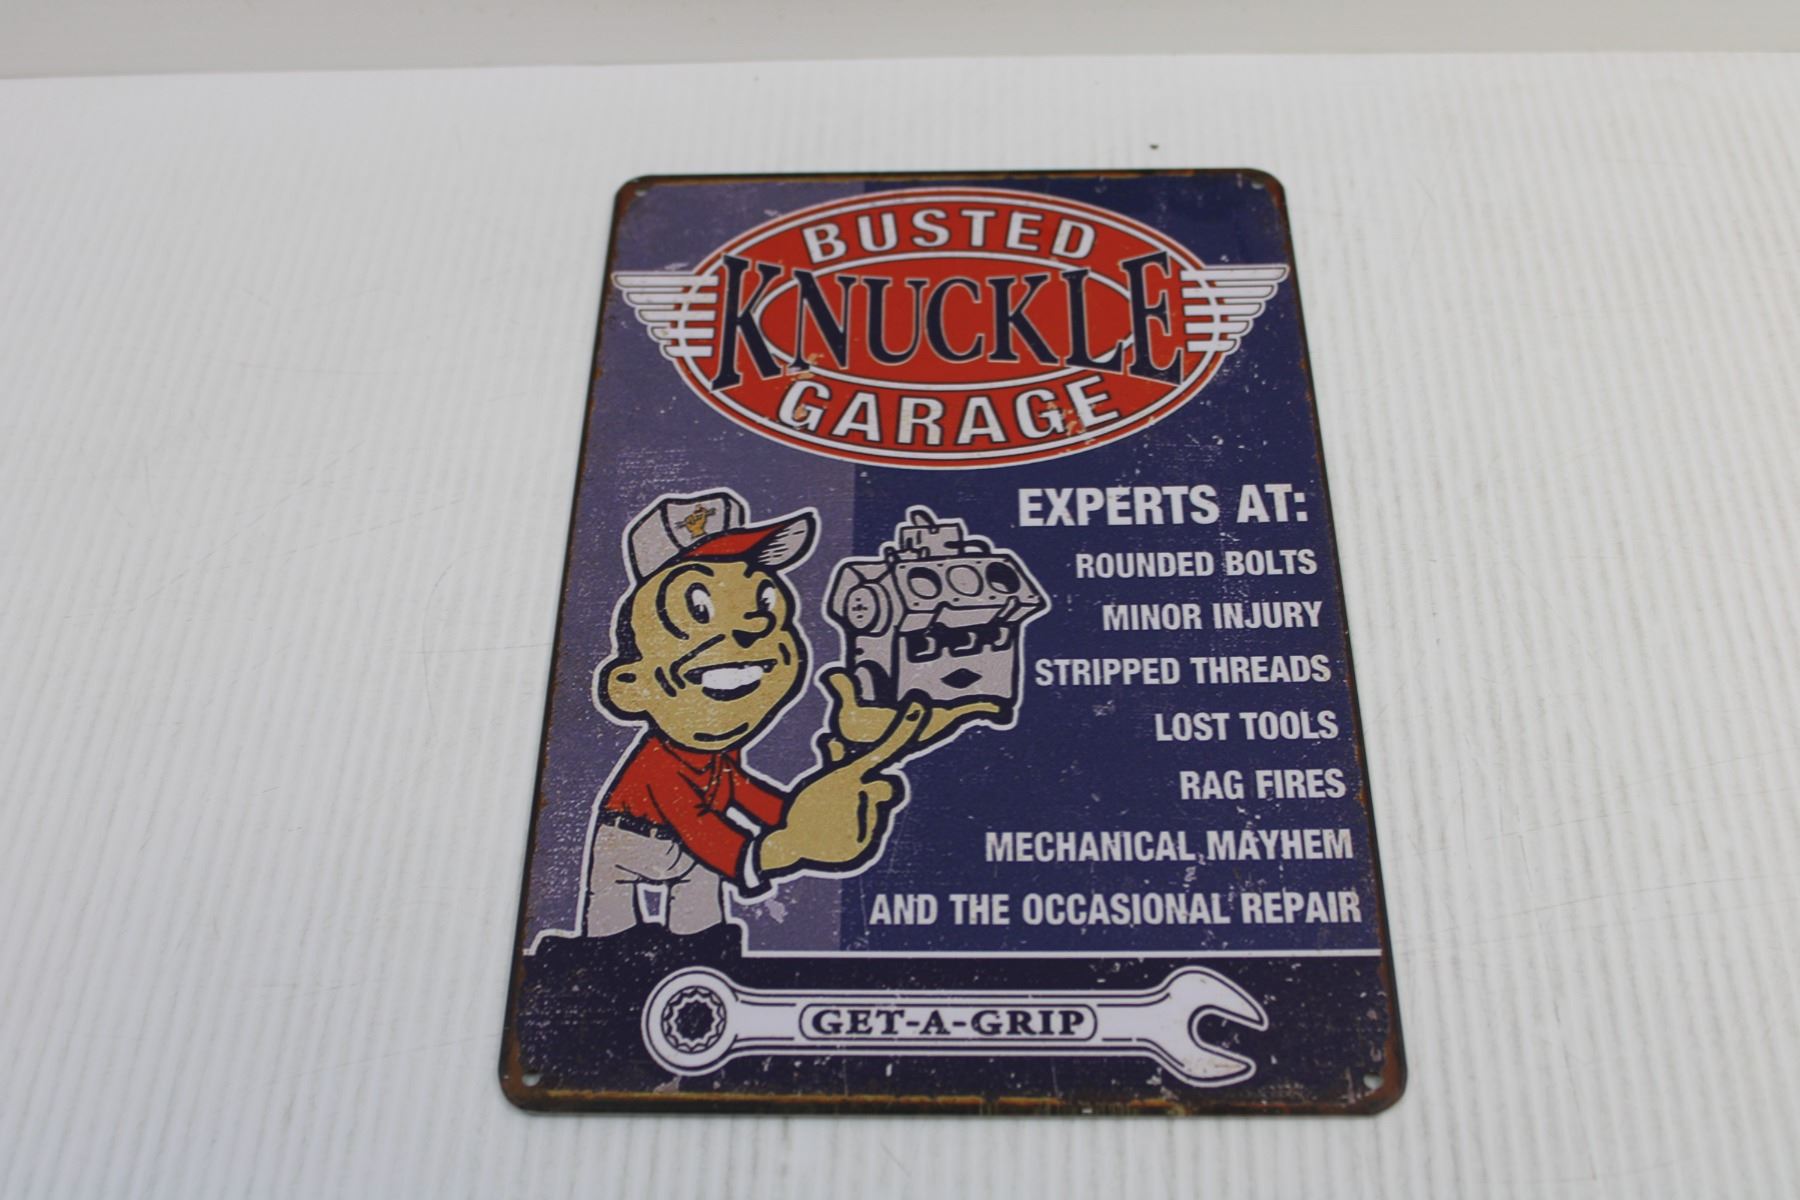 BUSTED
KNUCKLE
GARAGE
EXPERTS AT:
ROUNDED BOLTS
MINOR INJURY
STRIPPED THREADS
LOST TOOLS
RAG FIRES
MECHANICAL MAYHEM
AND THE OCCASIONAL REPAIR
GET-A-GRIP